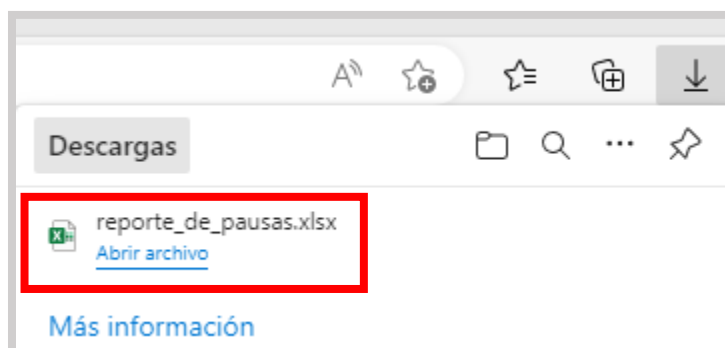 Descargas
reporte_de_pausas.xlsx
Abrir archivo
Más información